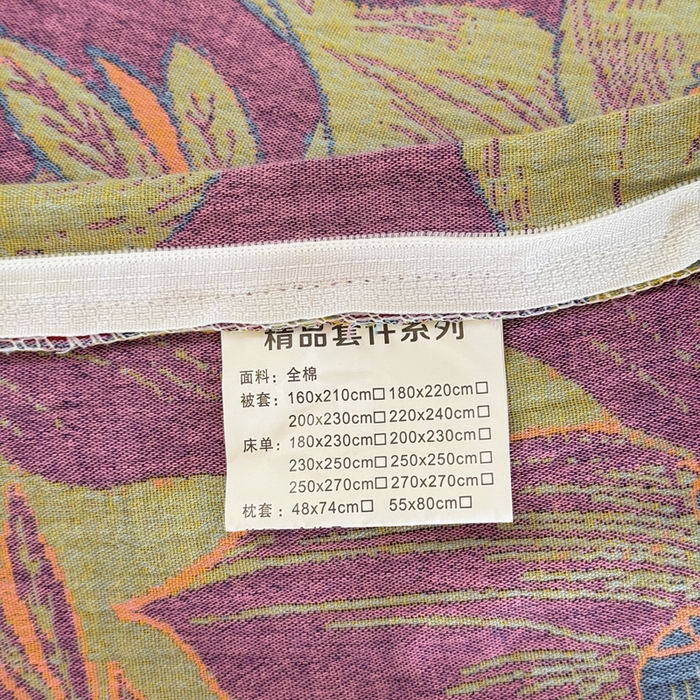 精品套件系列
面料：全棉
被套：160x210cm□ 180x220cm□
200x230cm□ 220x240cm□
床单：180x230cm□ 200x230cm□
230x250cm□ 250x250cm□
250x270cm□ 270x270cm□
枕套：48x74cm□ 55x80cm□